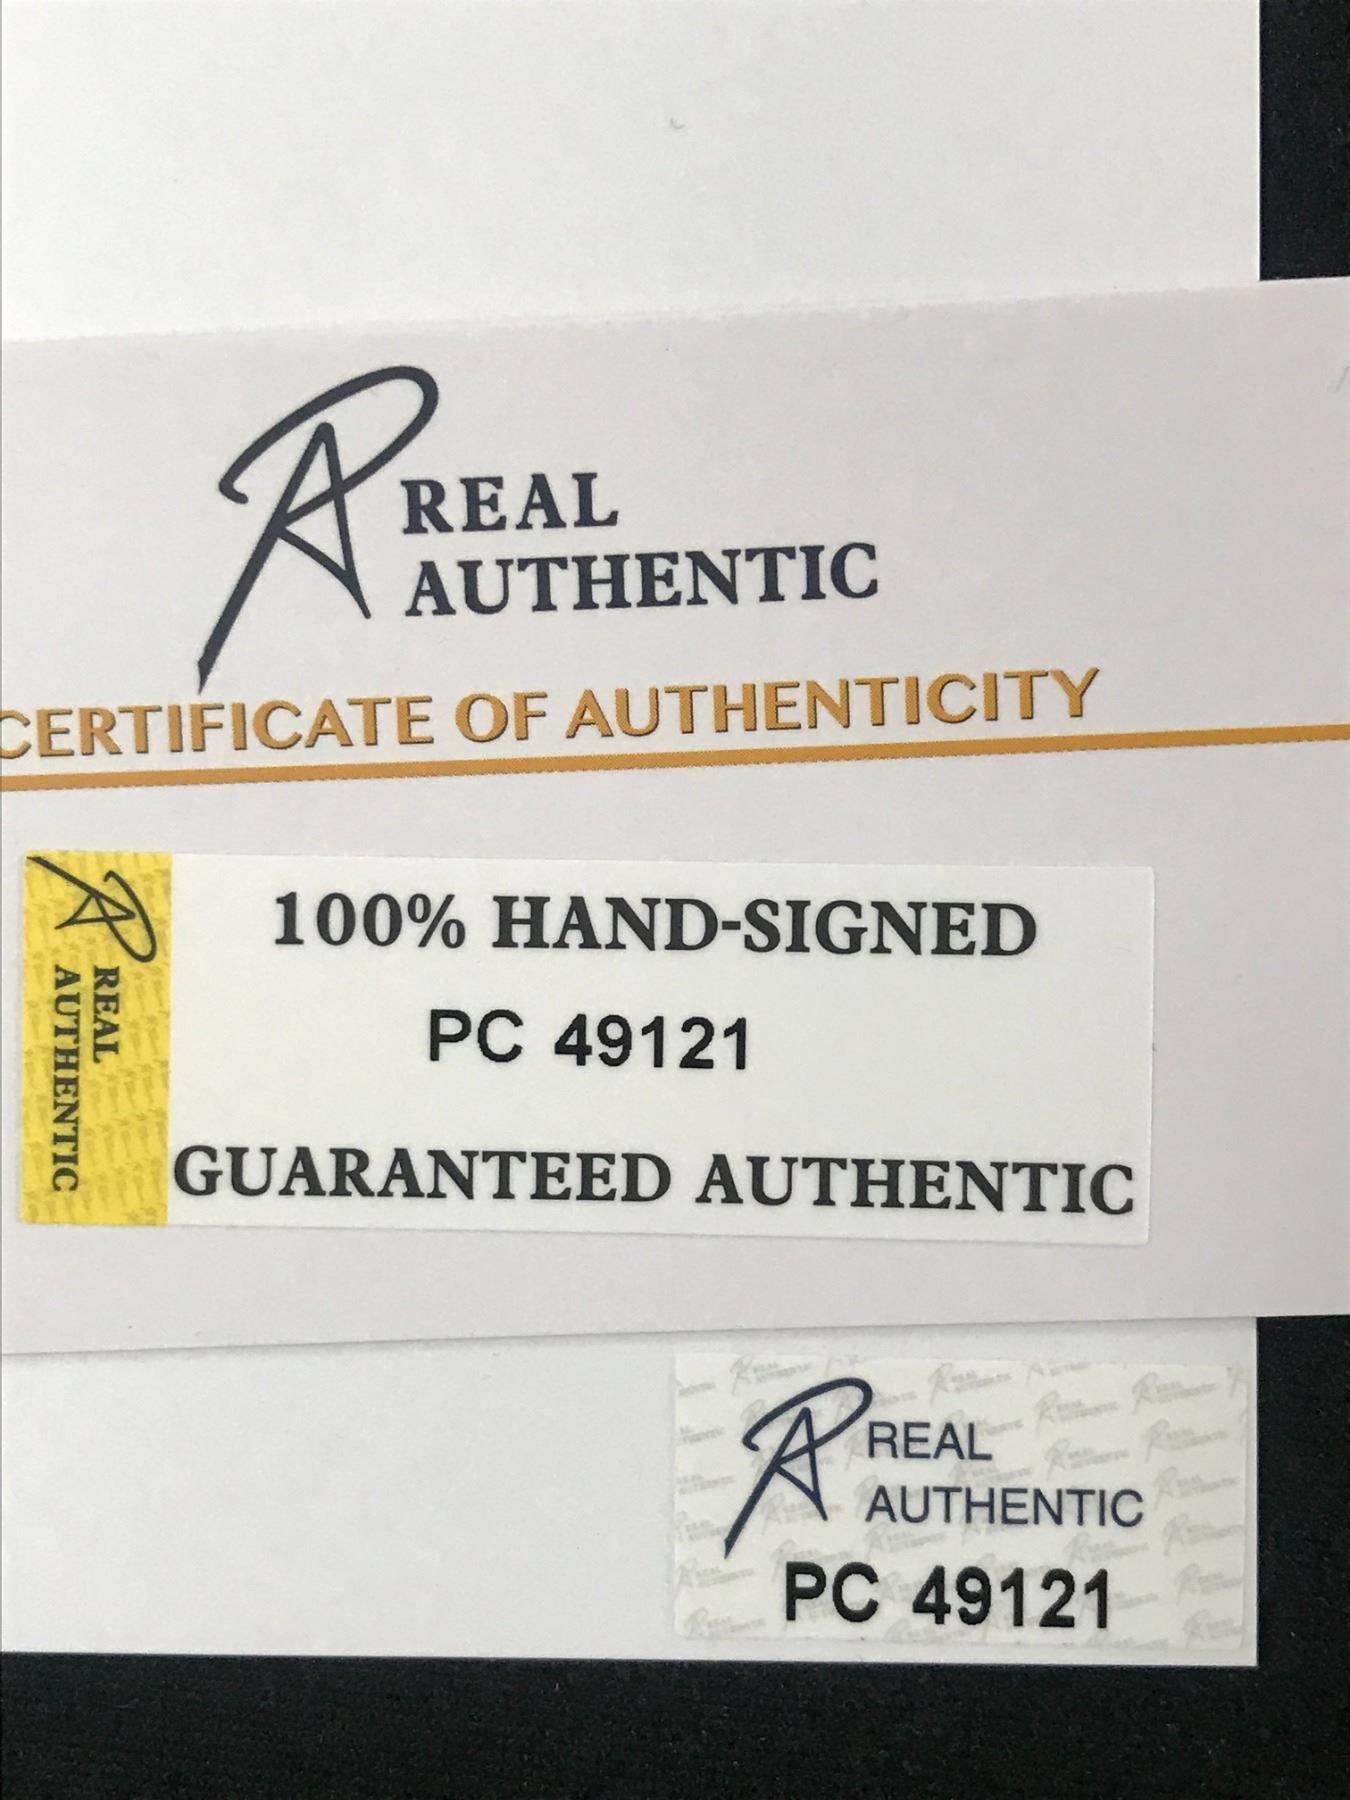 REAL
AUTHENTIC
CERTIFICATE OF AUTHENTICITY
REAL
AUTHENTIC
100% HAND-SIGNED
PC 49121
GUARANTEED AUTHENTIC
REAL
AUTHENTIC
PC 49121